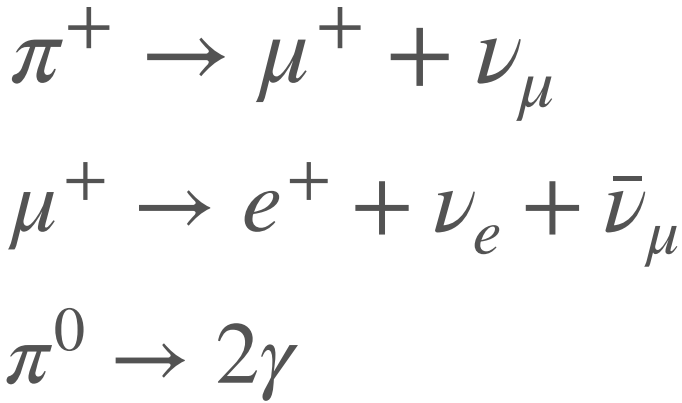 π⁺ → μ⁺ + ν_μ
μ⁺ → e⁺ + ν_e + ν̄_μ
π⁰ → 2γ